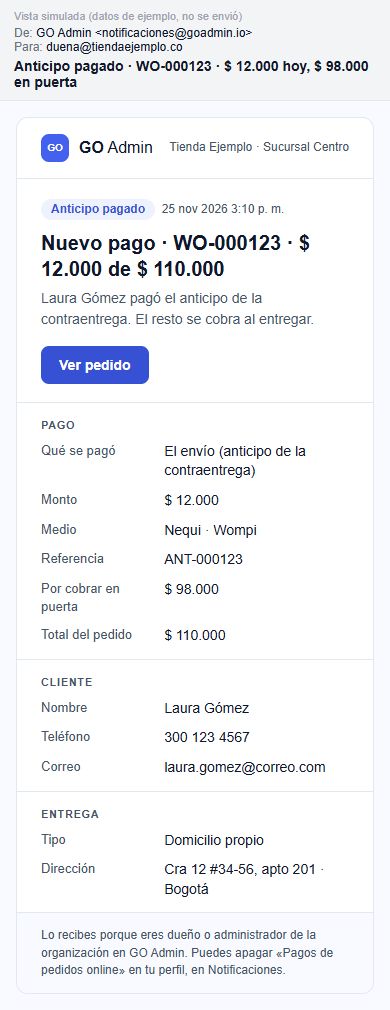 Vista simulada (datos de ejemplo, no se envió)
De: GO Admin <notificaciones@goadmin.io>
Para: duena@tiendaejemplo.co
Anticipo pagado · WO-000123 · $ 12.000 hoy, $ 98.000
en puerta
GO GO Admin Tienda Ejemplo · Sucursal Centro
Anticipo pagado 25 nov 2026 3:10 p. m.
Nuevo pago · WO-000123 · $
12.000 de $ 110.000
Laura Gómez pagó el anticipo de la
contraentrega. El resto se cobra al entregar.
Ver pedido
PAGO
Qué se pagó El envío (anticipo de la
contraentrega)
Monto $ 12.000
Medio Nequi · Wompi
Referencia ANT-000123
Por cobrar en $ 98.000
puerta
Total del pedido $ 110.000
CLIENTE
Nombre Laura Gómez
Teléfono 300 123 4567
Correo laura.gomez@correo.com
ENTREGA
Tipo Domicilio propio
Dirección Cra 12 #34-56, apto 201 ·
Bogotá
Lo recibes porque eres dueño o administrador de la
organización en GO Admin. Puedes apagar «Pagos de
pedidos online» en tu perfil, en Notificaciones.